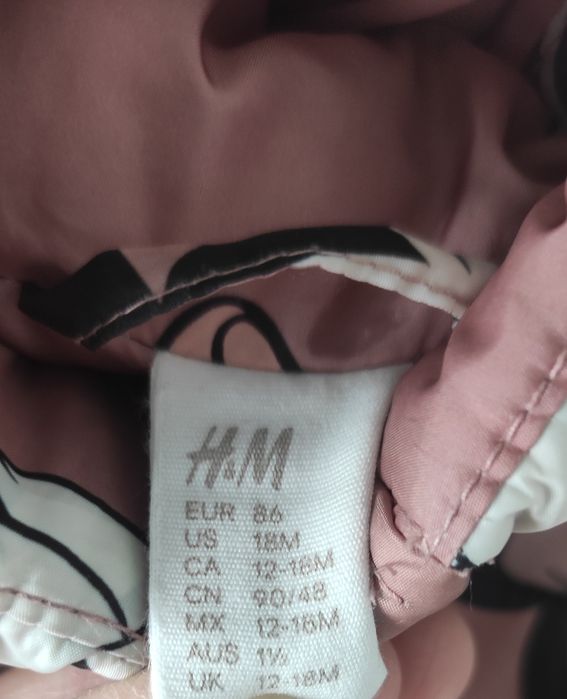 H&M
EUR 86
US 18M
CA 12-18M
CN 90/48
MX 12-18M
AUS 1½
UK 12-18M